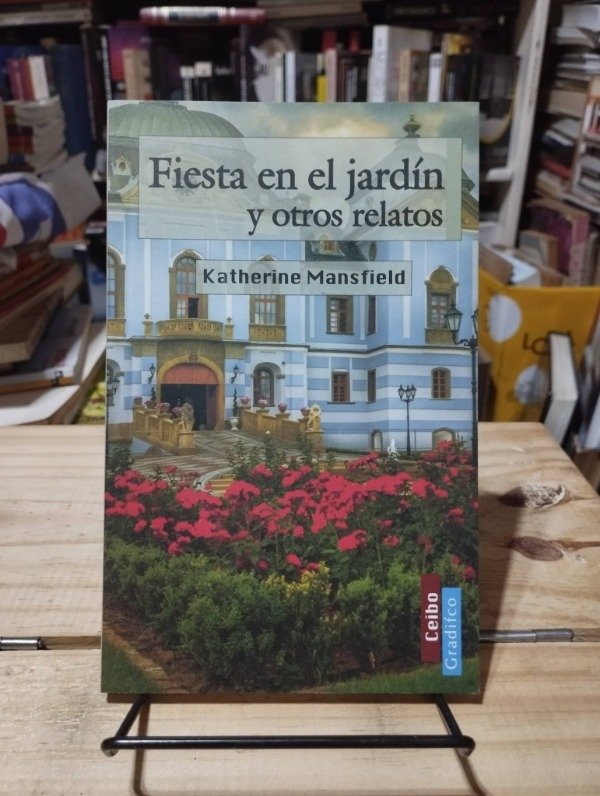 Fiesta en el jardín
y otros relatos
Katherine Mansfield
Ceibo
Gradifco